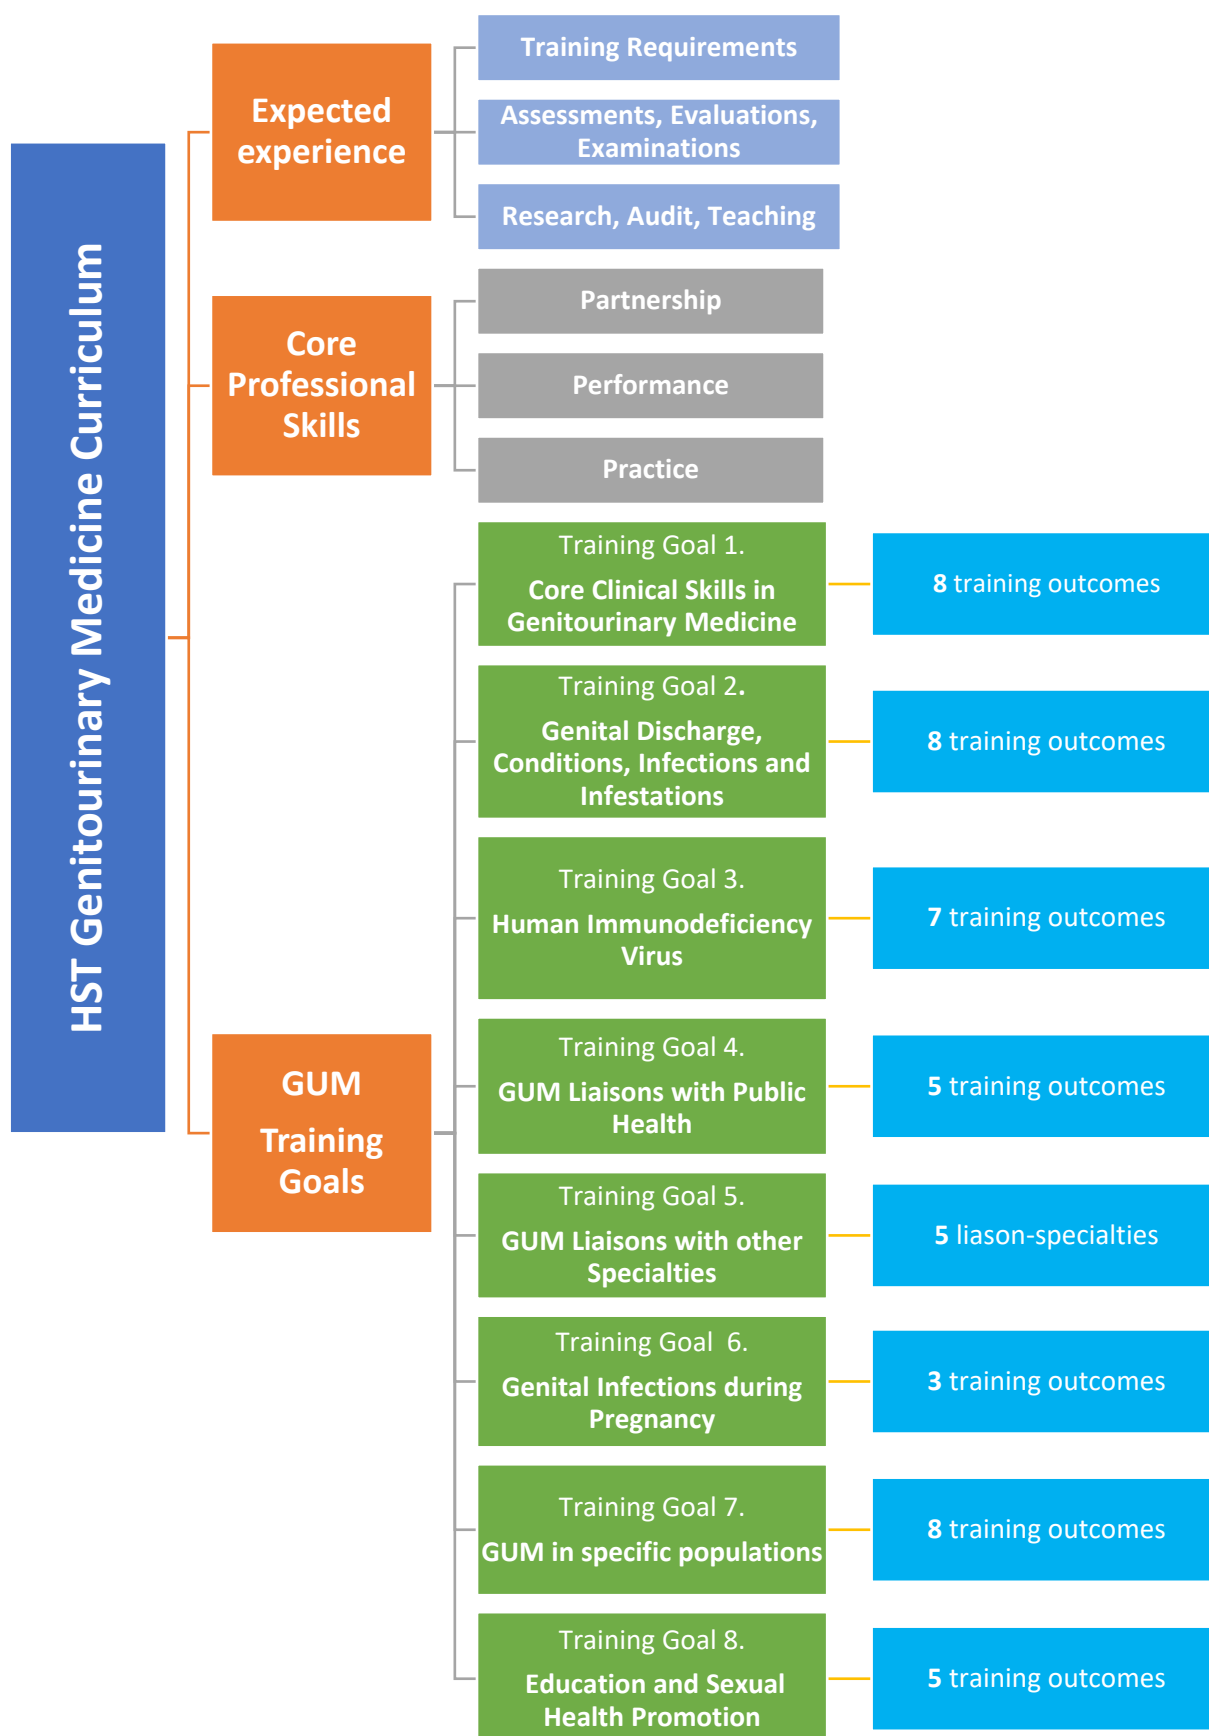 HST Genitourinary Medicine Curriculum
Expected
experience
Training Requirements
Assessments, Evaluations,
Examinations
Research, Audit, Teaching
Core
Professional
Skills
Partnership
Performance
Practice
GUM
Training
Goals
Training Goal 1.
Core Clinical Skills in
Genitourinary Medicine
8 training outcomes
Training Goal 2.
Genital Discharge,
Conditions, Infections and
Infestations
8 training outcomes
Training Goal 3.
Human Immunodeficiency
Virus
7 training outcomes
Training Goal 4.
GUM Liaisons with Public
Health
5 training outcomes
Training Goal 5.
GUM Liaisons with other
Specialties
5 liason-specialties
Training Goal  6.
Genital Infections during
Pregnancy
3 training outcomes
Training Goal 7.
GUM in specific populations
8 training outcomes
Training Goal 8.
Education and Sexual
Health Promotion
5 training outcomes